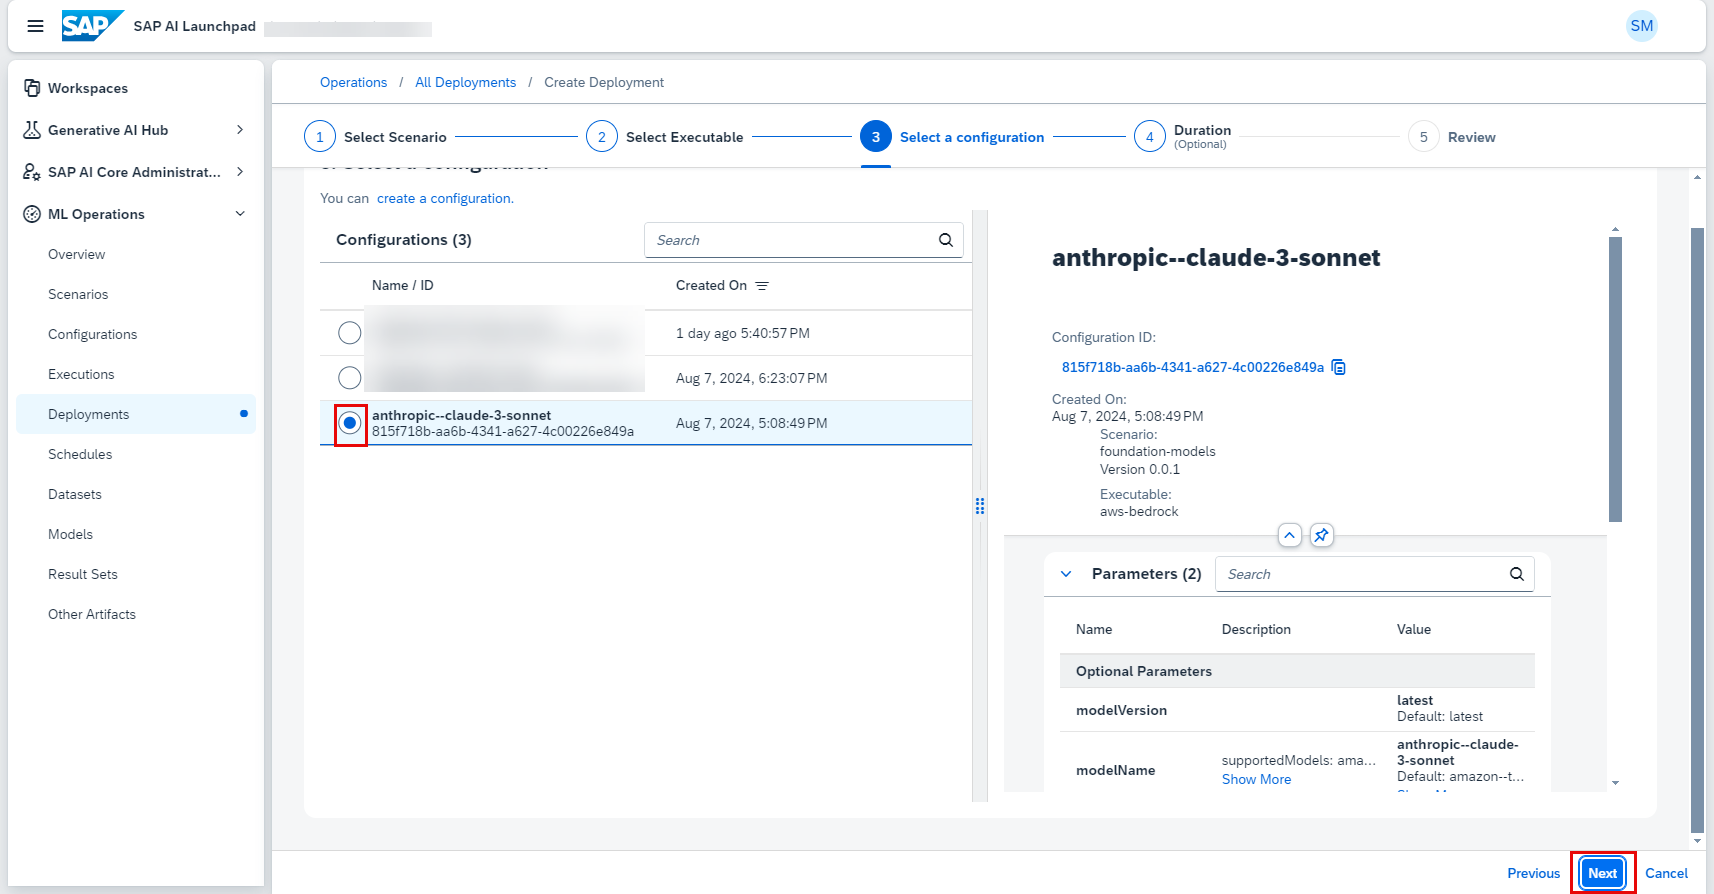 SAP
SAP AI Launchpad
SM
Workspaces
Generative AI Hub
SAP AI Core Administrat...
ML Operations
Overview
Scenarios
Configurations
Executions
Deployments
Schedules
Datasets
Models
Result Sets
Other Artifacts
Operations / All Deployments / Create Deployment
1 Select Scenario
2 Select Executable
3 Select a configuration
4 Duration
(Optional)
5 Review
You can create a configuration.
Configurations (3)
Search
Name / ID
Created On
1 day ago 5:40:57 PM
Aug 7, 2024, 6:23:07 PM
anthropic--claude-3-sonnet
815f718b-aa6b-4341-a627-4c00226e849a
Aug 7, 2024, 5:08:49 PM
anthropic--claude-3-sonnet
Configuration ID:
815f718b-aa6b-4341-a627-4c00226e849a
Created On:
Aug 7, 2024, 5:08:49 PM
Scenario:
foundation-models
Version 0.0.1
Executable:
aws-bedrock
Parameters (2)
Search
Name
Description
Value
Optional Parameters
modelVersion
latest
Default: latest
modelName
supportedModels: ama...
Show More
anthropic--claude-
3-sonnet
Default: amazon--t...
Previous
Next
Cancel